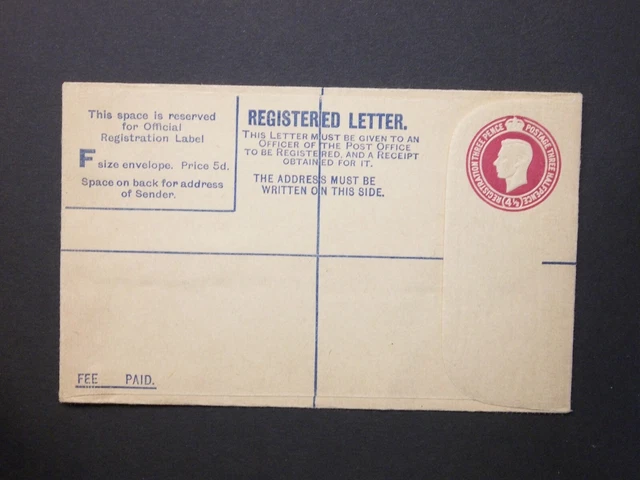 This space is reserved
for Official
Registration Label
F size envelope. Price 5d.
Space on back for address
of Sender.
REGISTERED LETTER.
THIS LETTER MUST BE GIVEN TO AN
OFFICER OF THE POST OFFICE
TO BE REGISTERED, AND A RECEIPT
OBTAINED FOR IT.
THE ADDRESS MUST BE
WRITTEN ON THIS SIDE.
REGISTRATION THREE PENCE POSTAGE THREE HALFPENCE
4½
FEE PAID.